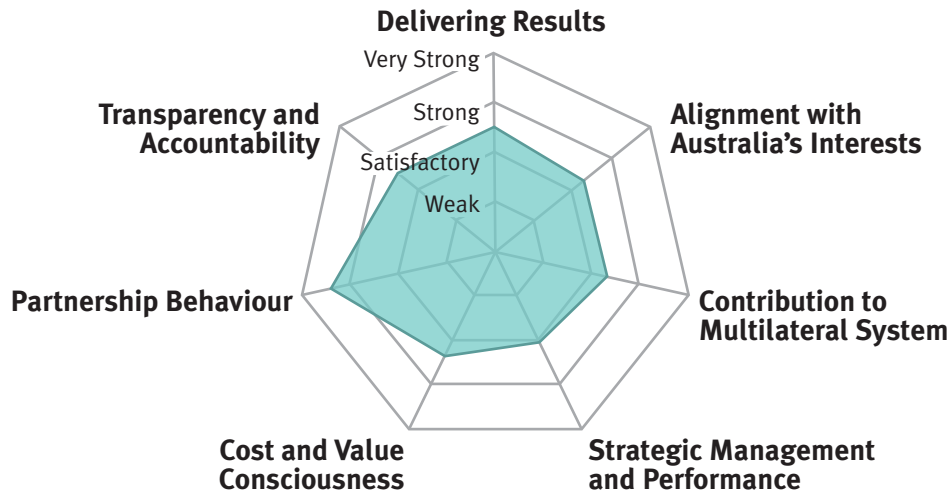 Delivering Results
Very Strong
Strong
Satisfactory
Weak
Transparency and
Accountability
Alignment with
Australia’s Interests
Partnership Behaviour
Contribution to
Multilateral System
Cost and Value
Consciousness
Strategic Management
and Performance